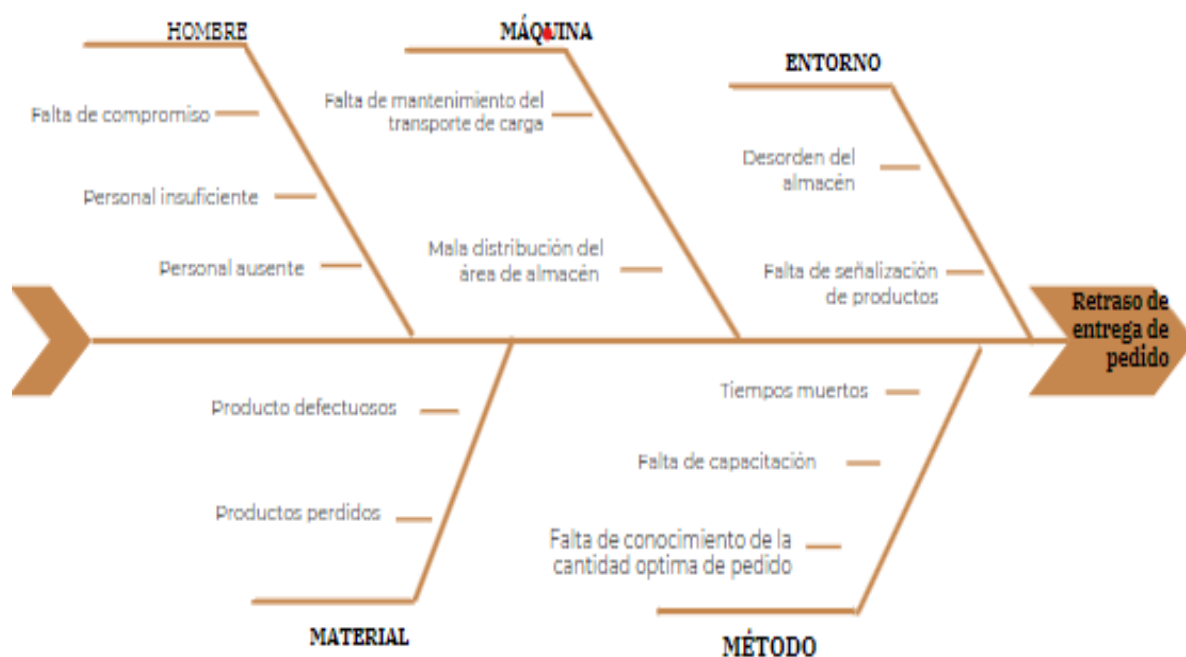 HOMBRE
Falta de compromiso
Personal insuficiente
Personal ausente
MÁQUINA
Falta de mantenimiento del
transporte de carga
Mala distribución del
área de almacén
ENTORNO
Desorden del
almacén
Falta de señalización
de productos
Retraso de
entrega de
pedido
Producto defectuosos
Productos perdidos
MATERIAL
Tiempos muertos
Falta de capacitación
Falta de conocimiento de la
cantidad optima de pedido
MÉTODO